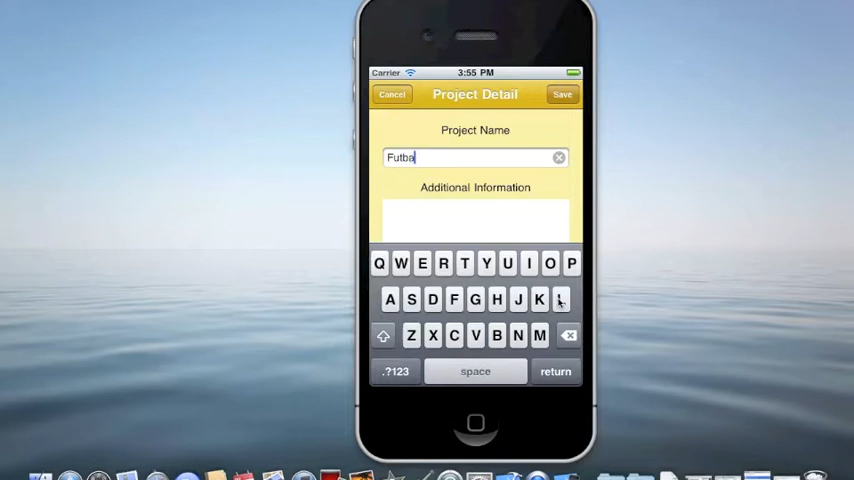 Carrier 3:55 PM
Cancel Project Detail Save
Project Name
Futba
Additional Information
Q W E R T Y U I O P
A S D F G H J K L
Z X C V B N M
.?123 space return